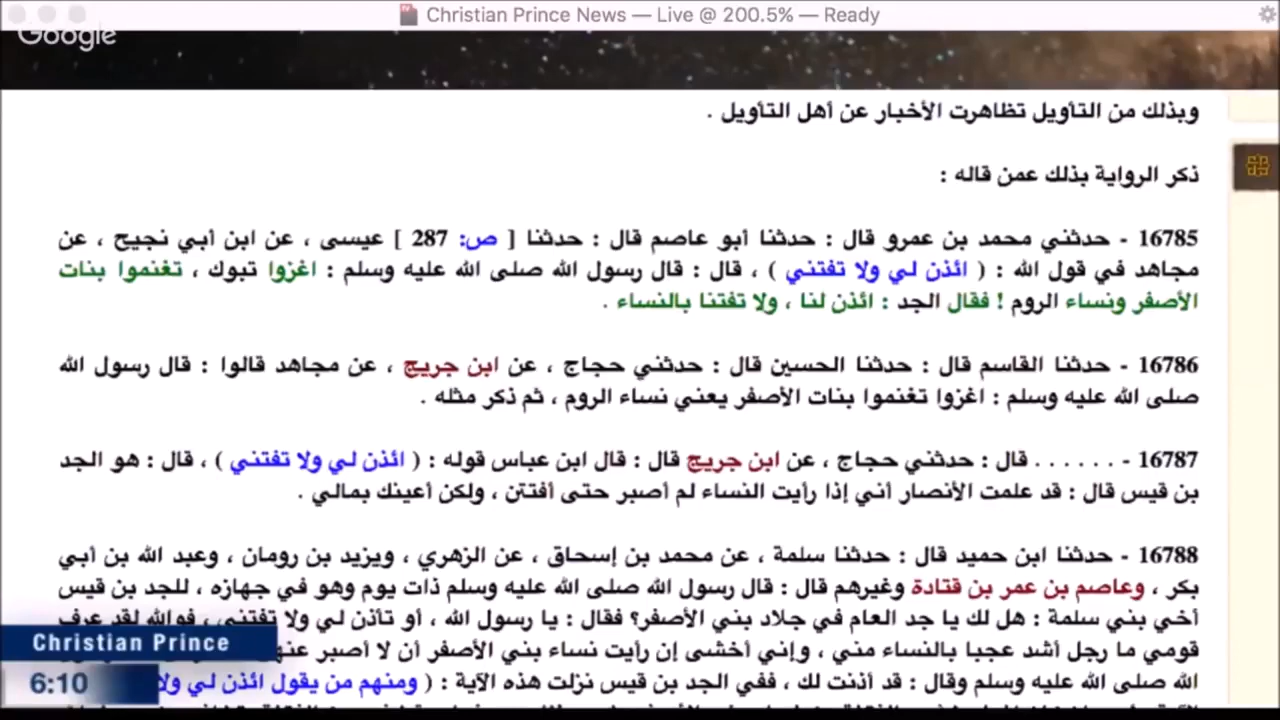 Christian Prince News — Live @ 200.5% — Ready
Google
وبذلك من التأويل تظاهرت الأخبار عن أهل التأويل .
ذكر الرواية بذلك عمن قاله :
16785 - حدثني محمد بن عمرو قال : حدثنا أبو عاصم قال : حدثنا [ ص: 287 ] عيسى ، عن ابن أبي نجيح ، عن
مجاهد في قول الله : ( ائذن لي ولا تفتني ) ، قال : قال رسول الله صلى الله عليه وسلم : اغزوا تبوك ، تغنموا بنات
الأصفر ونساء الروم ! فقال الجد : ائذن لنا ، ولا تفتنا بالنساء .
16786 - حدثنا القاسم قال : حدثنا الحسين قال : حدثني حجاج ، عن ابن جريج ، عن مجاهد قالوا : قال رسول الله
صلى الله عليه وسلم : اغزوا تغنموا بنات الأصفر يعني نساء الروم ، ثم ذكر مثله .
16787 - . . . . . . قال : حدثني حجاج ، عن ابن جريج قال : قال ابن عباس قوله : ( ائذن لي ولا تفتني ) ، قال : هو الجد
بن قيس قال : قد علمت الأنصار أني إذا رأيت النساء لم أصبر حتى أفتتن ، ولكن أعينك بمالي .
16788 - حدثنا ابن حميد قال : حدثنا سلمة ، عن محمد بن إسحاق ، عن الزهري ، ويزيد بن رومان ، وعبد الله بن أبي
بكر ، وعاصم بن عمر بن قتادة وغيرهم قال : قال رسول الله صلى الله عليه وسلم ذات يوم وهو في جهازه ، للجد بن قيس
أخي بني سلمة : هل لك يا جد العام في جلاد بني الأصفر؟ فقال : يا رسول الله ، أو تأذن لي ولا تفتني ، فوالله لقد عرف
قومي ما رجل أشد عجبا بالنساء مني ، وإني أخشى إن رأيت نساء بني الأصفر أن لا أصبر
الله صلى الله عليه وسلم وقال : قد أذنت لك ، ففي الجد بن قيس نزلت هذه الآية : ( ومنهم من يقول ائذن لي
Christian Prince
6:10